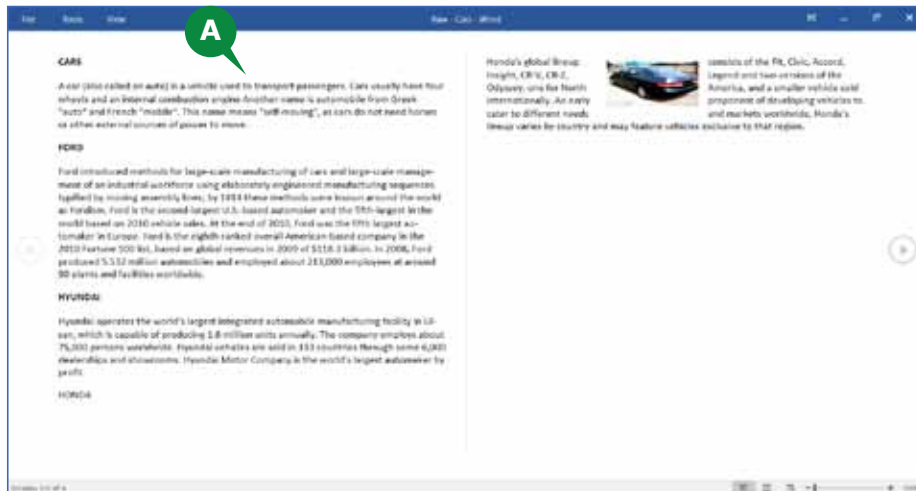 File Tools View
Raw - Cars - Word
A
CARS
A car (also called an auto) is a vehicle used to transport passengers. Cars usually have four
wheels and an internal combustion engine Another name is automobile from Greek
"auto" and French "mobile". This name means "self-moving", as cars do not need horses
or other external sources of power to move.
FORD
Ford introduced methods for large-scale manufacturing of cars and large-scale manage-
ment of an industrial workforce using elaborately engineered manufacturing sequences
typified by moving assembly lines; by 1914 these methods were known around the world
as Fordism. Ford is the second-largest U.S.-based automaker and the fifth-largest in the
world based on 2010 vehicle sales. At the end of 2010, Ford was the fifth largest au-
tomaker in Europe. Ford is the eighth-ranked overall American-based company in the
2010 Fortune 500 list, based on global revenues in 2009 of $118.3 billion. In 2008, Ford
produced 5.532 million automobiles and employed about 213,000 employees at around
90 plants and facilities worldwide.
HYUNDAI
Hyundai operates the world's largest integrated automobile manufacturing facility in Ul-
san, which is capable of producing 1.6 million units annually. The company employs about
75,000 persons worldwide. Hyundai vehicles are sold in 193 countries through some 6,000
dealerships and showrooms. Hyundai Motor Company is the world's largest automaker by
profit.
HONDA
Honda's global lineup consists of the Fit, Civic, Accord,
Insight, CR-V, CR-Z, Legend and two versions of the
Odyssey, one for North America, and a smaller vehicle sold
internationally. An early proponent of developing vehicles to
cater to different needs and markets worldwide, Honda's
lineup varies by country and may feature vehicles exclusive to that region.